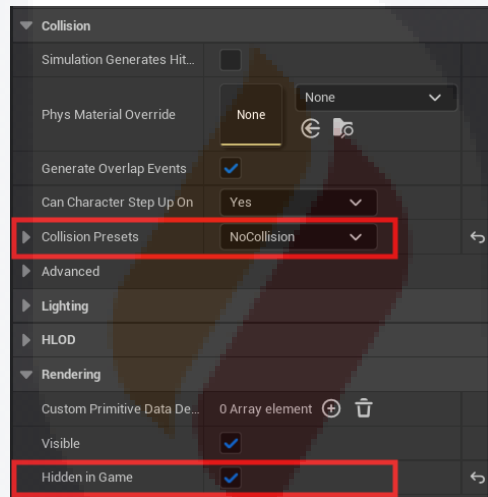 Collision
Simulation Generates Hit...
Phys Material Override
None
None
Generate Overlap Events
Can Character Step Up On Yes
Collision Presets NoCollision
Advanced
Lighting
HLOD
Rendering
Custom Primitive Data De... 0 Array element
Visible
Hidden in Game